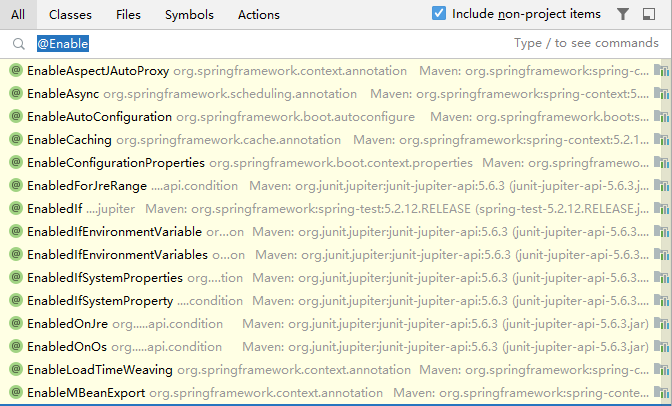 All Classes Files Symbols Actions Include non-project items
@Enable Type / to see commands
EnableAspectJAutoProxy org.springframework.context.annotation Maven: org.springframework:spring-c...
EnableAsync org.springframework.scheduling.annotation Maven: org.springframework:spring-context:5....
EnableAutoConfiguration org.springframework.boot.autoconfigure Maven: org.springframework.boot:s...
EnableCaching org.springframework.cache.annotation Maven: org.springframework:spring-context:5.2.1...
EnableConfigurationProperties org.springframework.boot.context.properties Maven: org.springframewo...
EnabledForJreRange ....api.condition Maven: org.junit.jupiter:junit-jupiter-api:5.6.3 (junit-jupiter-api-5.6.3.j...
EnabledIf ....jupiter Maven: org.springframework:spring-test:5.2.12.RELEASE (spring-test-5.2.12.RELEASE.j...
EnabledIfEnvironmentVariable or...on Maven: org.junit.jupiter:junit-jupiter-api:5.6.3 (junit-jupiter-api-5.6.3....
EnabledIfEnvironmentVariables o...n Maven: org.junit.jupiter:junit-jupiter-api:5.6.3 (junit-jupiter-api-5.6.3....
EnabledIfSystemProperties org....tion Maven: org.junit.jupiter:junit-jupiter-api:5.6.3 (junit-jupiter-api-5.6.3....
EnabledIfSystemProperty ....condition Maven: org.junit.jupiter:junit-jupiter-api:5.6.3 (junit-jupiter-api-5.6.3....
EnabledOnJre org.....api.condition Maven: org.junit.jupiter:junit-jupiter-api:5.6.3 (junit-jupiter-api-5.6.3.jar)
EnabledOnOs org.....api.condition Maven: org.junit.jupiter:junit-jupiter-api:5.6.3 (junit-jupiter-api-5.6.3.jar)
EnableLoadTimeWeaving org.springframework.context.annotation Maven: org.springframework:spring-c...
EnableMBeanExport org.springframework.context.annotation Maven: org.springframework:spring-conte...